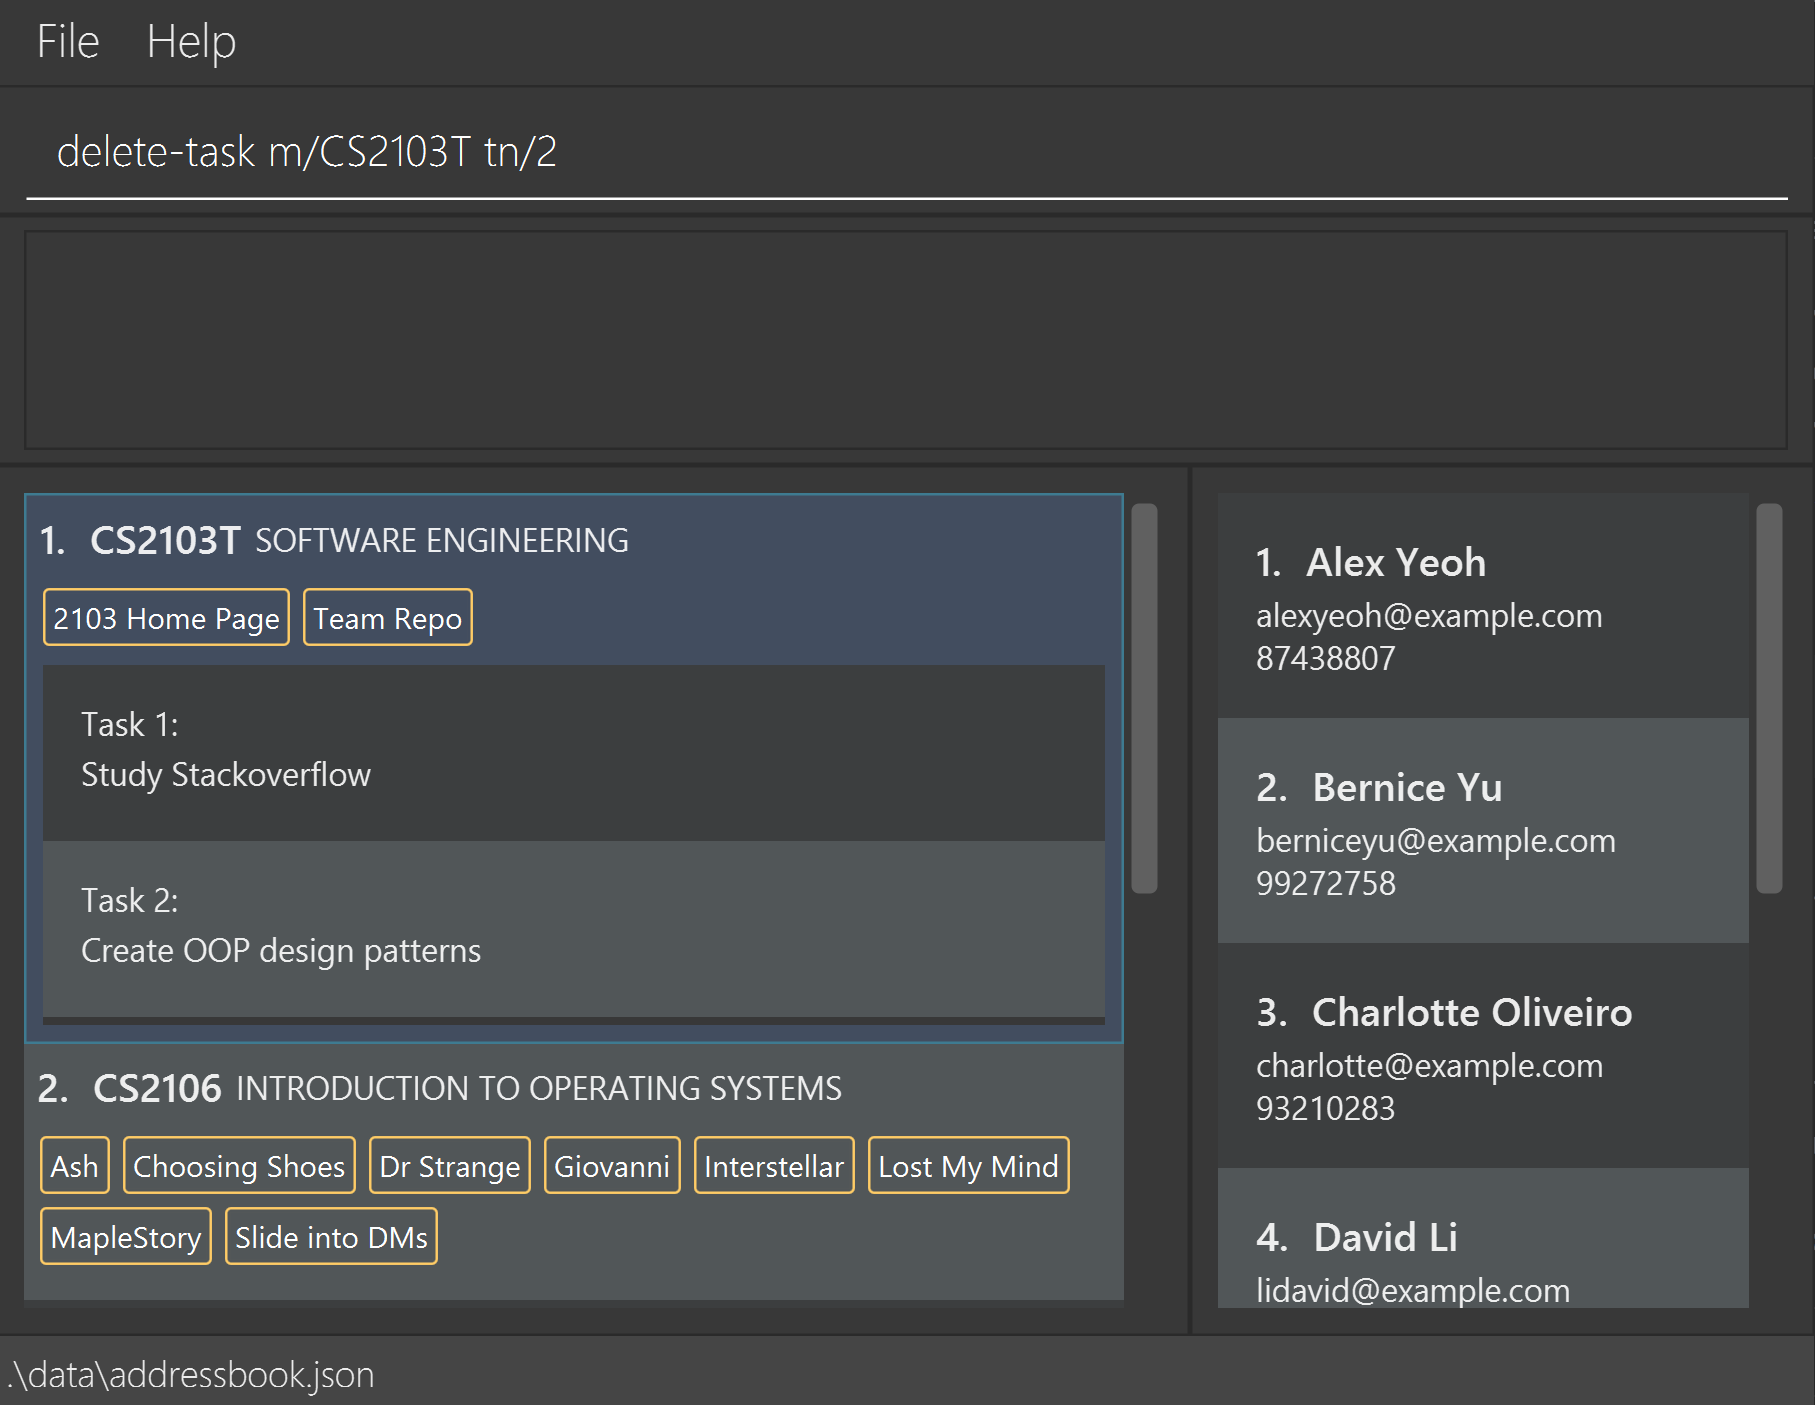 File Help
delete-task m/CS2103T tn/2
1. CS2103T SOFTWARE ENGINEERING
2103 Home Page Team Repo
Task 1:
Study Stackoverflow
Task 2:
Create OOP design patterns
2. CS2106 INTRODUCTION TO OPERATING SYSTEMS
Ash Choosing Shoes Dr Strange Giovanni Interstellar Lost My Mind
MapleStory Slide into DMs
1. Alex Yeoh
alexyeoh@example.com
87438807
2. Bernice Yu
berniceyu@example.com
99272758
3. Charlotte Oliveiro
charlotte@example.com
93210283
4. David Li
lidavid@example.com
.\data\addressbook.json